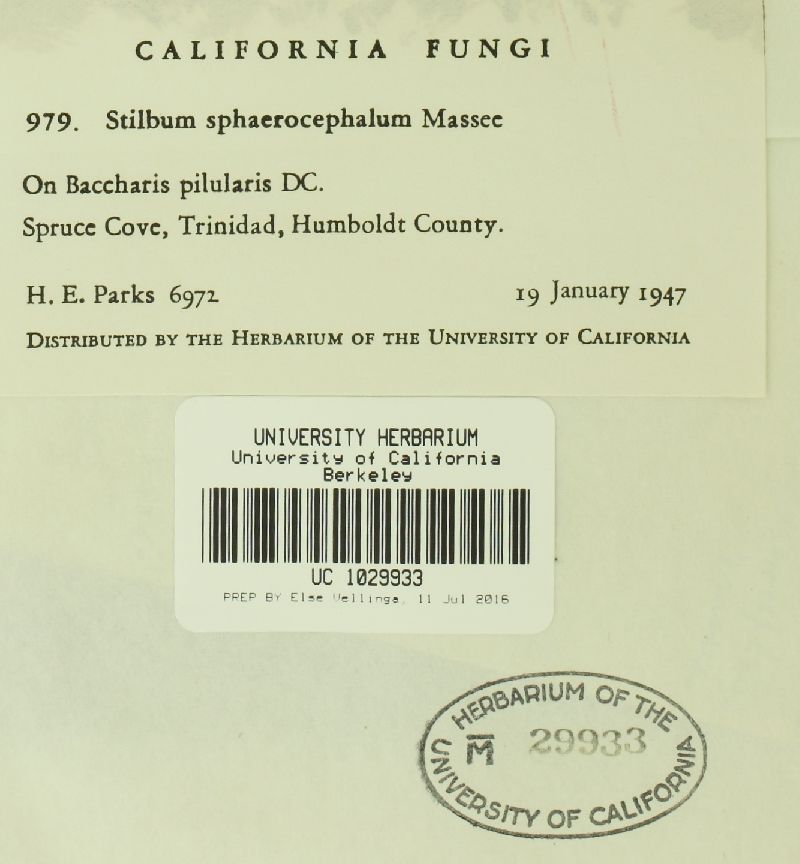 CALIFORNIA FUNGI
979. Stilbum sphaerocephalum Massee
On Baccharis pilularis DC.
Spruce Cove, Trinidad, Humboldt County.
H. E. Parks 6972 19 January 1947
DISTRIBUTED BY THE HERBARIUM OF THE UNIVERSITY OF CALIFORNIA
UNIVERSITY HERBARIUM
University of California
Berkeley
UC 1029933
PREP BY Else Vellinga, 11 Jul 2016
HERBARIUM OF THE
M 29933
UNIVERSITY OF CALIFORNIA